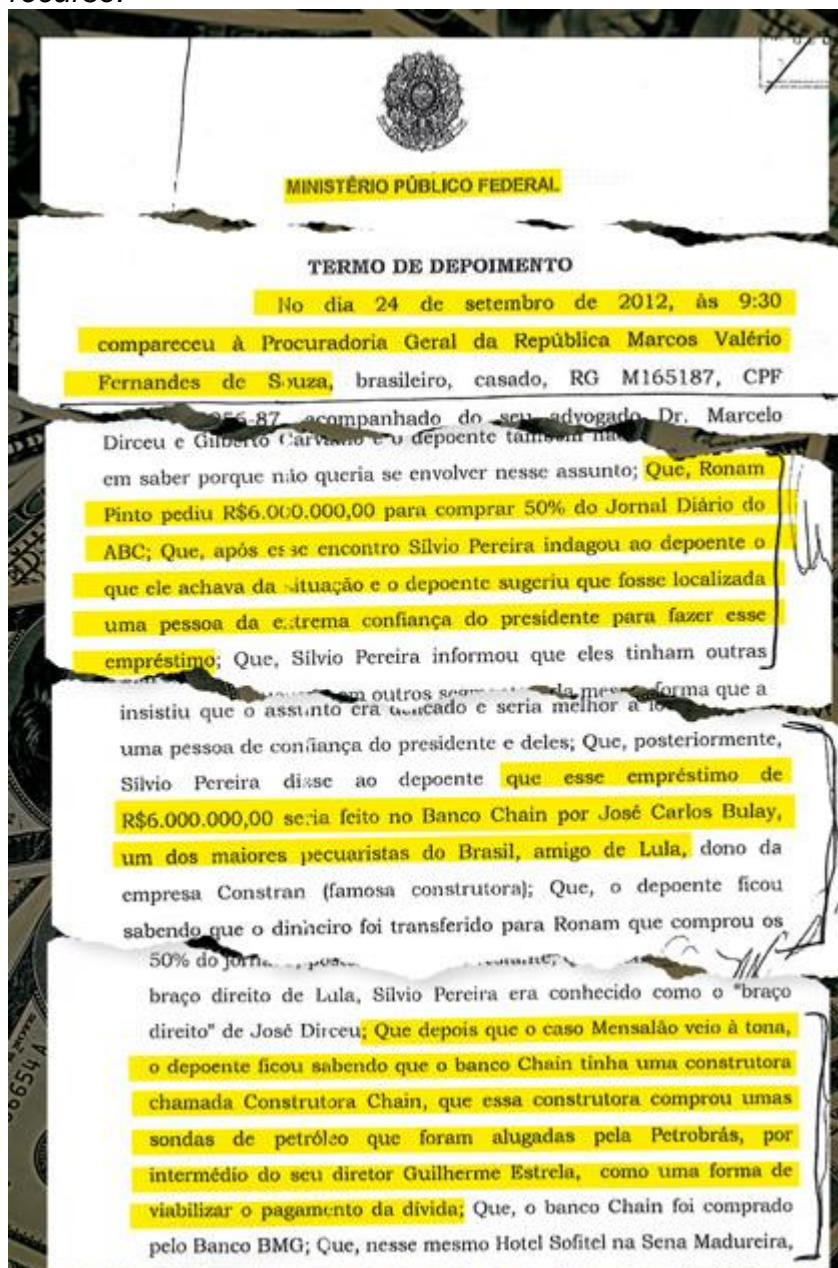 recurso.
MINISTÉRIO PÚBLICO FEDERAL
TERMO DE DEPOIMENTO
No dia 24 de setembro de 2012, às 9:30
compareceu à Procuradoria Geral da República Marcos Valério
Fernandes de Souza, brasileiro, casado, RG M165187, CPF
056-87, acompanhado do seu advogado Dr. Marcelo
Dirceu e Gilberto Carvalho e o depoente também
em saber porque não queria se envolver nesse assunto; Que, Ronam
Pinto pediu R$6.000.000,00 para comprar 50% do Jornal Diário do
ABC; Que, após esse encontro Sílvio Pereira indagou ao depoente o
que ele achava da situação e o depoente sugeriu que fosse localizada
uma pessoa da extrema confiança do presidente para fazer esse
empréstimo; Que, Sílvio Pereira informou que eles tinham outras
em outros da mesma forma que a
insistiu que o assunto era delicado e seria melhor a
uma pessoa de confiança do presidente e deles; Que, posteriormente,
Sílvio Pereira disse ao depoente que esse empréstimo de
R$6.000.000,00 seria feito no Banco Chain por José Carlos Bulay,
um dos maiores pecuaristas do Brasil, amigo de Lula, dono da
empresa Constran (famosa construtora); Que, o depoente ficou
sabendo que o dinheiro foi transferido para Ronam que comprou os
50% do
braço direito de Lula, Sílvio Pereira era conhecido como o "braço
direito" de José Dirceu; Que depois que o caso Mensalão veio à tona,
o depoente ficou sabendo que o banco Chain tinha uma construtora
chamada Construtora Chain, que essa construtora comprou umas
sondas de petróleo que foram alugadas pela Petrobrás, por
intermédio do seu diretor Guilherme Estrela, como uma forma de
viabilizar o pagamento da dívida; Que, o banco Chain foi comprado
pelo Banco BMG; Que, nesse mesmo Hotel Sofitel na Sena Madureira,